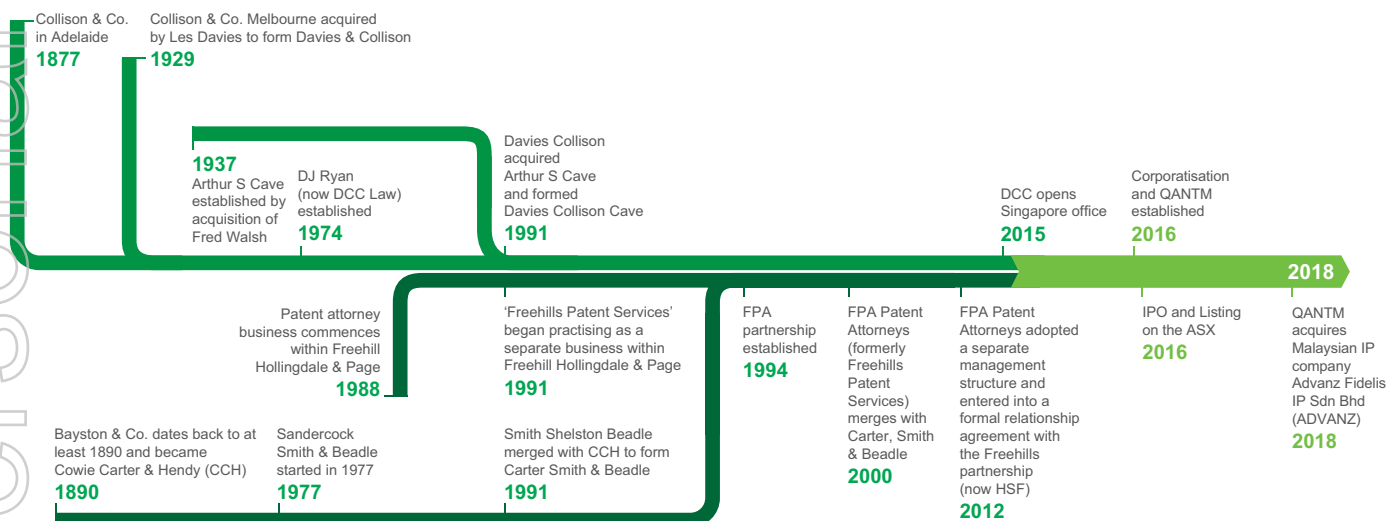 Collison & Co.
in Adelaide
1877
Collison & Co. Melbourne acquired
by Les Davies to form Davies & Collison
1929
1937
Arthur S Cave
established by
acquisition of
Fred Walsh
DJ Ryan
(now DCC Law)
established
1974
Davies Collison
acquired
Arthur S Cave
and formed
Davies Collison Cave
1991
DCC opens
Singapore office
2015
Corporatisation
and QANTM
established
2016
2018
Patent attorney
business commences
within Freehill
Hollingdale & Page
1988
‘Freehills Patent Services’
began practising as a
separate business within
Freehill Hollingdale & Page
1991
FPA
partnership
established
1994
FPA Patent
Attorneys
(formerly
Freehills
Patent
Services)
merges with
Carter, Smith
& Beadle
2000
FPA Patent
Attorneys adopted
a separate
management
structure and
entered into a
formal relationship
agreement with
the Freehills
partnership
(now HSF)
2012
IPO and Listing
on the ASX
2016
QANTM
acquires
Malaysian IP
company
Advanz Fidelis
IP Sdn Bhd
(ADVANZ)
2018
Bayston & Co. dates back to at
least 1890 and became
Cowie Carter & Hendy (CCH)
1890
Sandercock
Smith & Beadle
started in 1977
1977
Smith Shelston Beadle
merged with CCH to form
Carter Smith & Beadle
1991